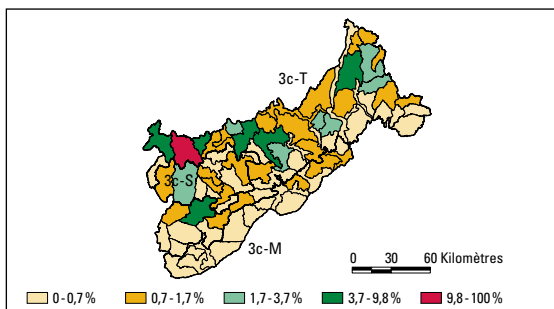 3c-T
3c-S
3c-M
0 30 60 Kilomètres
0 - 0,7 % 0,7 - 1,7 % 1,7 - 3,7 % 3,7 - 9,8 % 9,8 - 100 %